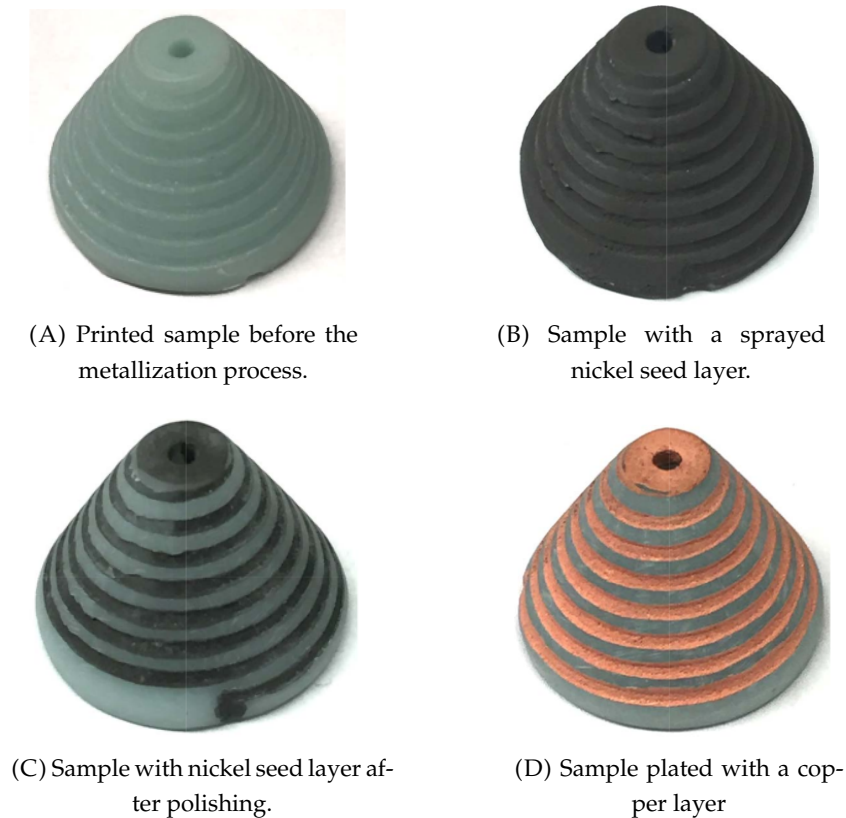 (A) Printed sample before the
metallization process.
(B) Sample with a sprayed
nickel seed layer.
(C) Sample with nickel seed layer af-
ter polishing.
(D) Sample plated with a cop-
per layer